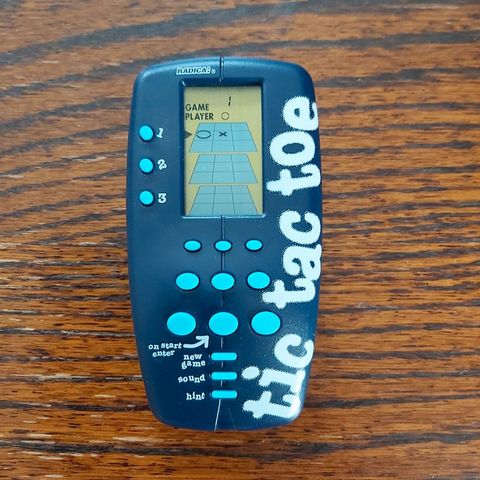 RADICA:®
GAME 1
PLAYER O
X
1
2
3
on start
enter
new
game
sound
hint
tic tac toe